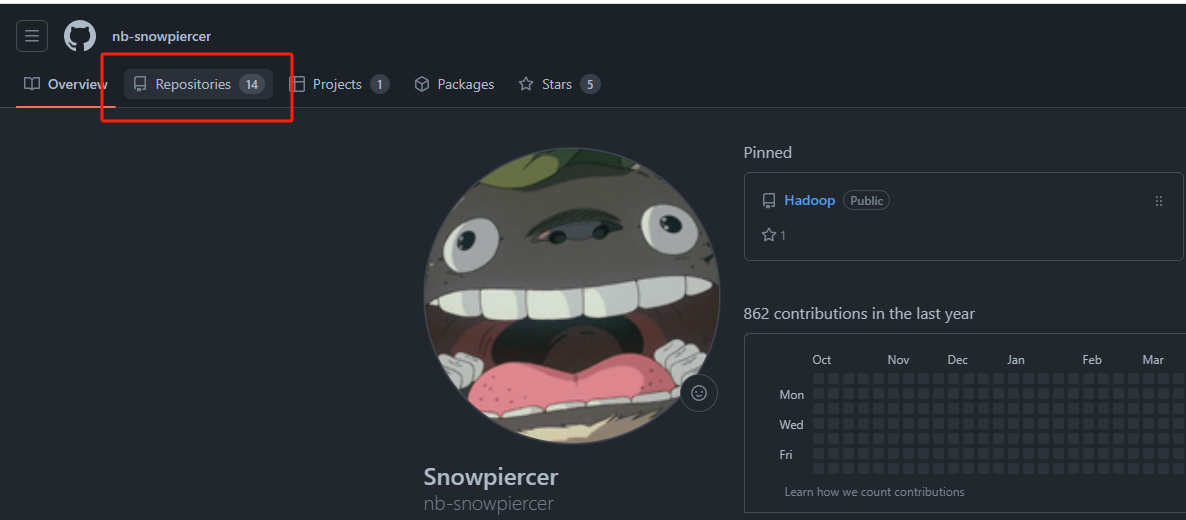 nb-snowpiercer
Overview Repositories 14 Projects 1 Packages Stars 5
Pinned
Hadoop Public
1
862 contributions in the last year
Oct Nov Dec Jan Feb Mar
Mon
Wed
Fri
Learn how we count contributions
Snowpiercer
nb-snowpiercer